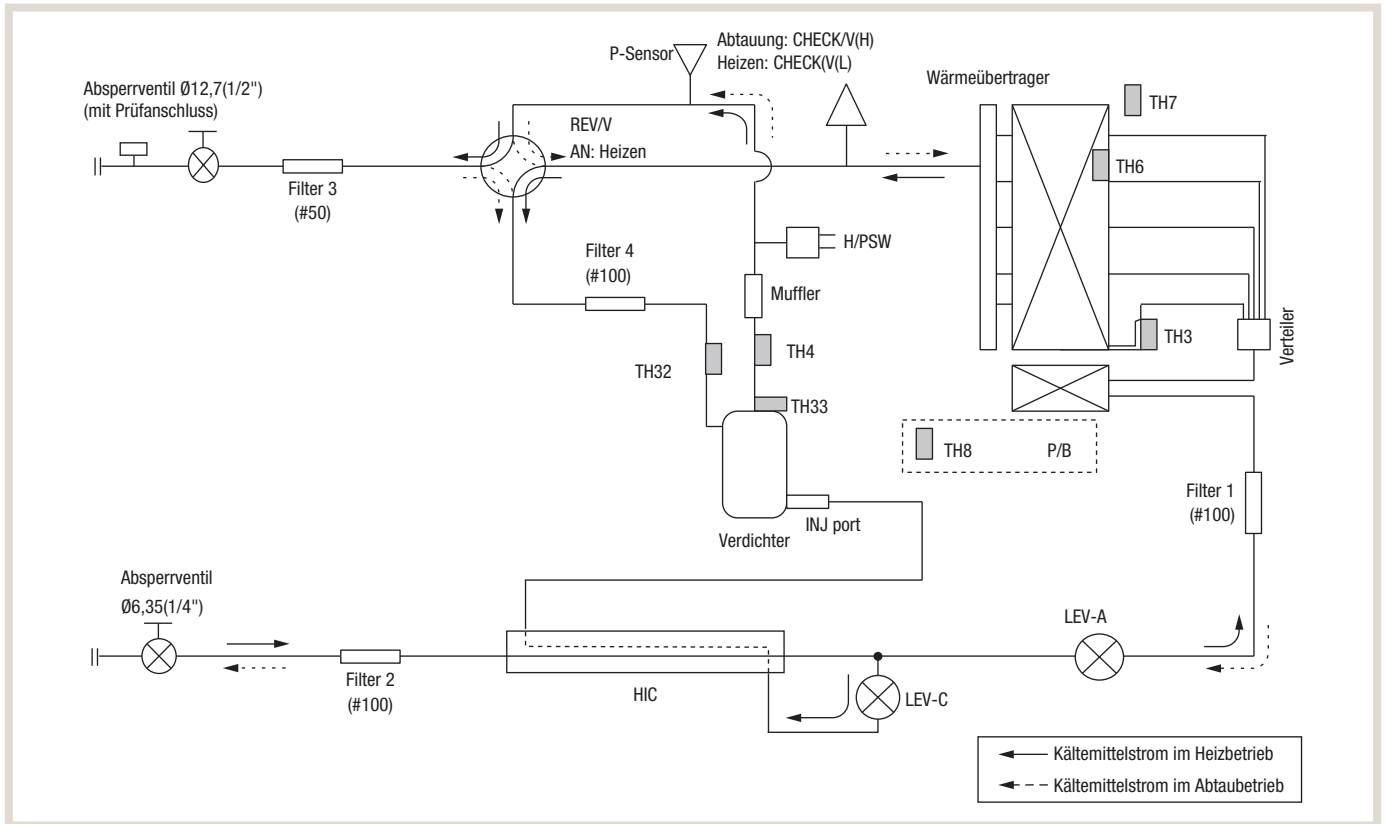 P-Sensor
Abtauung: CHECK/V(H)
Heizen: CHECK(V(L)
Wärmeübertrager
TH7
Absperrventil Ø12,7(1/2")
(mit Prüfanschluss)
REV/V
AN: Heizen
TH6
Filter 3
(#50)
H/PSW
Filter 4
(#100)
Muffler
TH3
Verteiler
TH32
TH4
TH33
TH8
P/B
Filter 1
(#100)
INJ port
Verdichter
Absperrventil
Ø6,35(1/4")
LEV-A
Filter 2
(#100)
HIC
LEV-C
Kältemittelstrom im Heizbetrieb
Kältemittelstrom im Abtaubetrieb